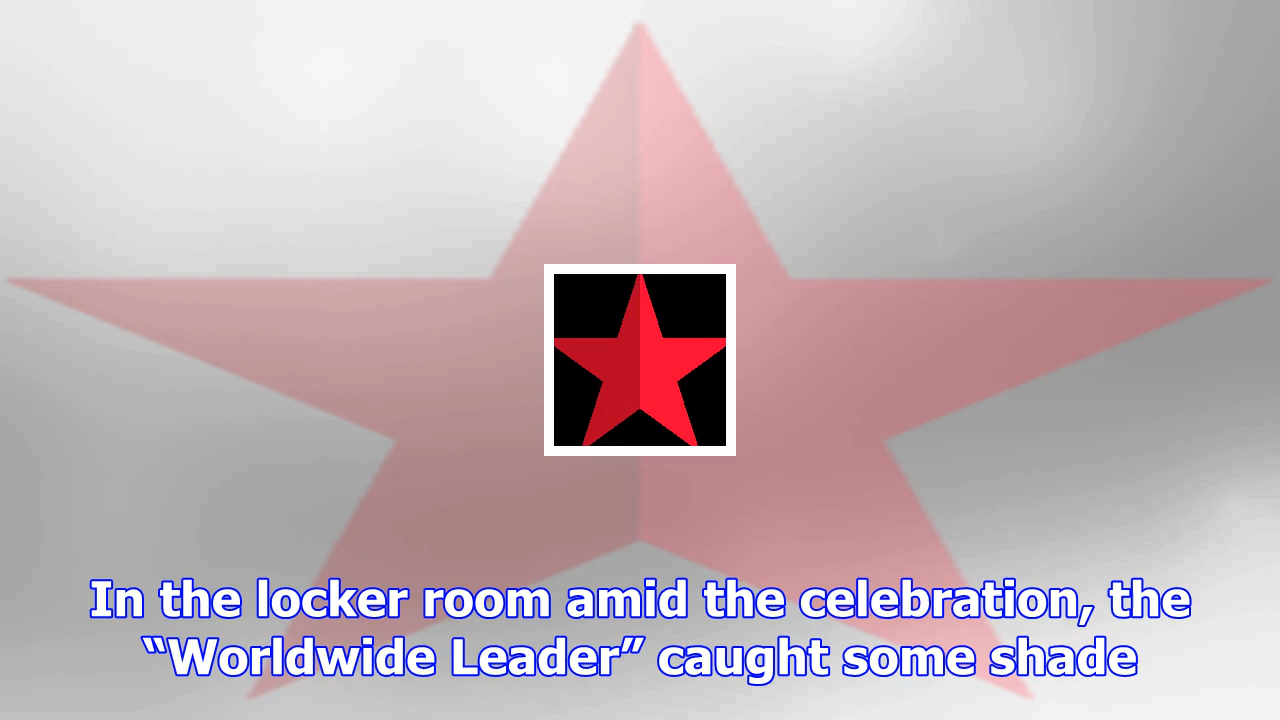 In the locker room amid the celebration, the
“Worldwide Leader” caught some shade